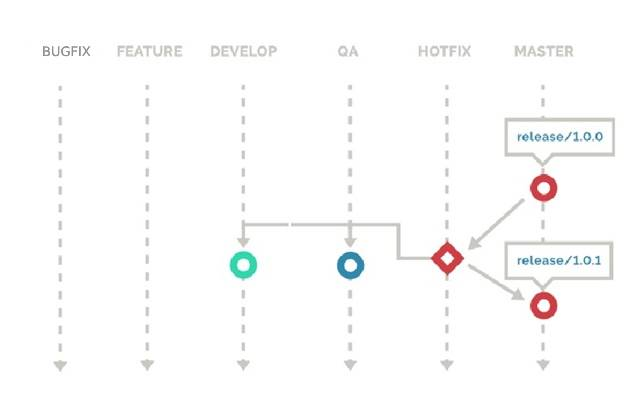 BUGFIX FEATURE DEVELOP QA HOTFIX MASTER
release/1.0.0
release/1.0.1